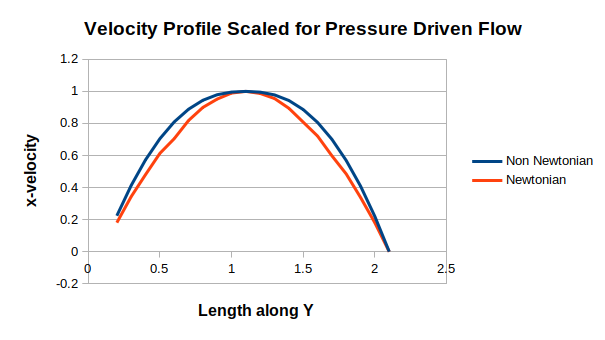 Velocity Profile Scaled for Pressure Driven Flow
1.2
1
0.8
0.6
0.4
0.2
0
-0.2
0 0.5 1 1.5 2 2.5
x-velocity
Length along Y
Non Newtonian
Newtonian